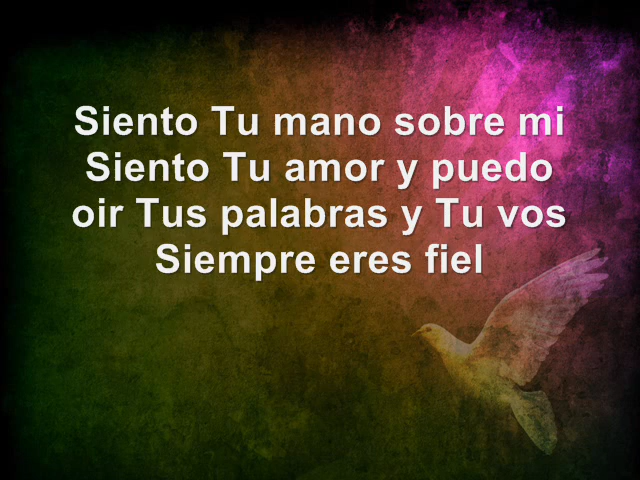 Siento Tu mano sobre mi
Siento Tu amor y puedo
oir Tus palabras y Tu vos
Siempre eres fiel